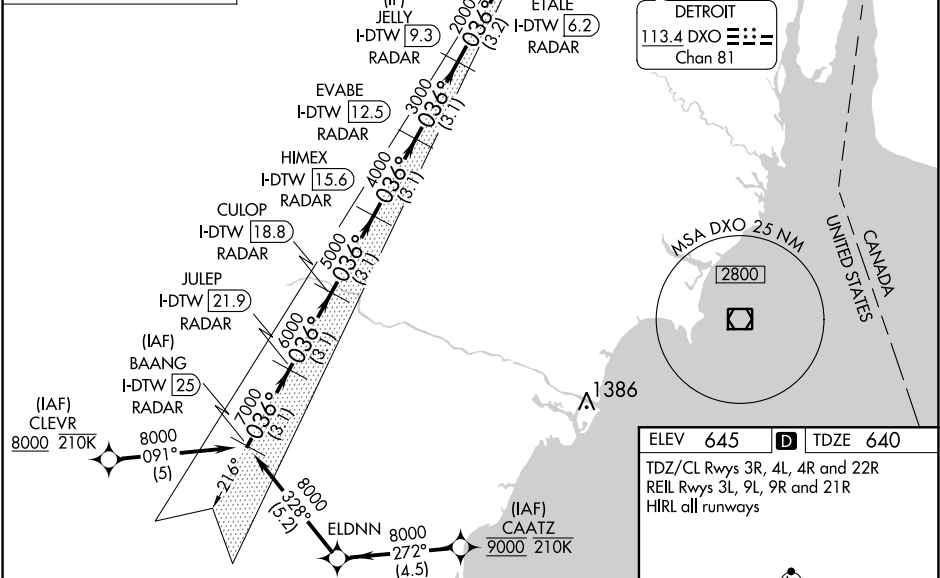 (IF)
JELLY
I-DTW 9.3
RADAR
2000
036°
(3.2)
ETALE
I-DTW 6.2
RADAR
DETROIT
113.4 DXO
Chan 81
EVABE
I-DTW 12.5
RADAR
3000
036°
(3.1)
HIMEX
I-DTW 15.6
RADAR
4000
036°
(3.1)
CULOP
I-DTW 18.8
RADAR
5000
036°
(3.1)
JULEP
I-DTW 21.9
RADAR
6000
036°
(3.1)
(IAF)
BAANG
I-DTW 25
RADAR
7000
036°
(3.1)
216°
(IAF)
CLEVR
8000 210K
8000
091°
(5)
8000
328°
(5.2)
ELDNN
8000
272°
(4.5)
(IAF)
CAATZ
9000 210K
1386
MSA DXO 25 NM
2800
CANADA
UNITED STATES
ELEV 645 D TDZE 640
TDZ/CL Rwys 3R, 4L, 4R and 22R
REIL Rwys 3L, 9L, 9R and 21R
HIRL all runways